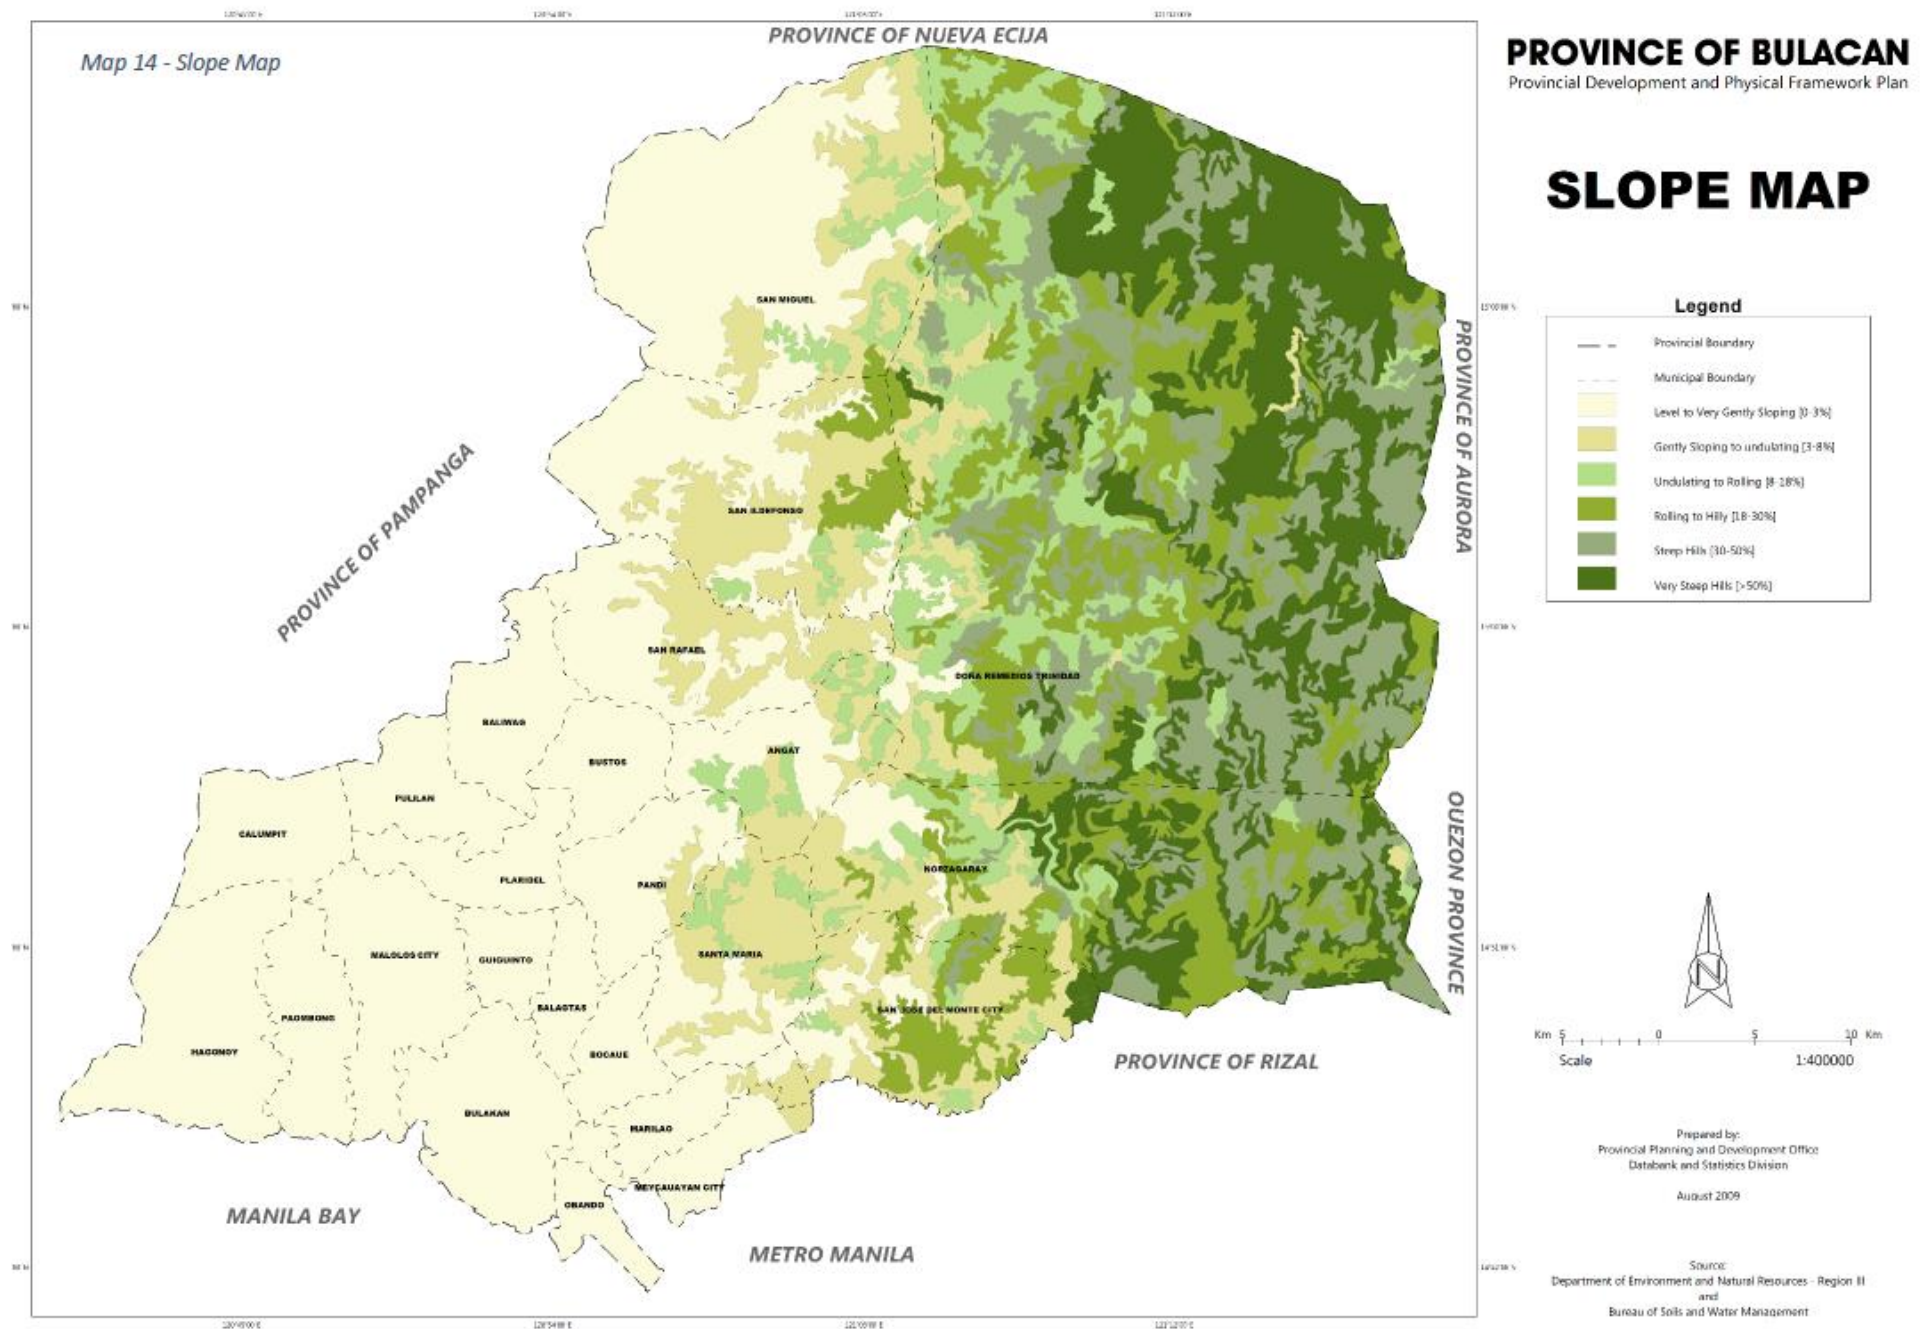 Map 14 - Slope Map
PROVINCE OF NUEVA ECIJA
PROVINCE OF BULACAN
Provincial Development and Physical Framework Plan
SLOPE MAP
Legend
Provincial Boundary
Municipal Boundary
Level to Very Gently Sloping [0-3%]
Gently Sloping to undulating [3-8%]
Undulating to Rolling [8-18%]
Rolling to Hilly [18-30%]
Steep Hills [30-50%]
Very Steep Hills [>50%]
PROVINCE OF PAMPANGA
PROVINCE OF AURORA
QUEZON PROVINCE
SAN MIGUEL
SAN ILDEFONSO
SAN RAFAEL
DOÑA REMEDIOS TRINIDAD
BALIWAG
ANGAT
BUSTOS
PULILAN
CALUMPIT
NORZAGARAY
PLARIDEL
PANDI
MALOLOS CITY
GUIGUINTO
SANTA MARIA
BALAGTAS
SAN JOSE DEL MONTE CITY
PAOMBONG
HAGONOY
BOCAUE
BULAKAN
MARILAO
MEYCAUAYAN CITY
OBANDO
PROVINCE OF RIZAL
MANILA BAY
METRO MANILA
N
Km 5 0 5 10 Km
Scale 1:400000
Prepared by:
Provincial Planning and Development Office
Databank and Statistics Division
August 2009
Source:
Department of Environment and Natural Resources - Region III
and
Bureau of Soils and Water Management